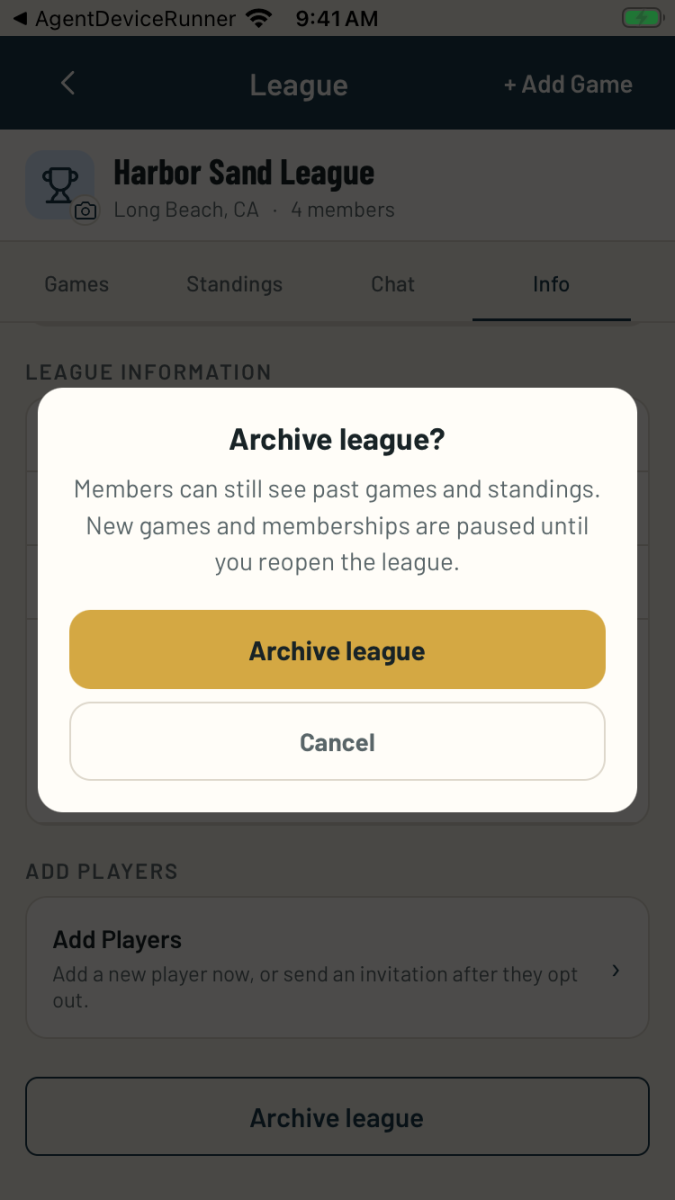 ◀ AgentDeviceRunner 9:41 AM
League
+ Add Game
Harbor Sand League
Long Beach, CA · 4 members
Games Standings Chat Info
LEAGUE INFORMATION
Archive league?
Members can still see past games and standings.
New games and memberships are paused until
you reopen the league.
Archive league
Cancel
ADD PLAYERS
Add Players
Add a new player now, or send an invitation after they opt
out.
Archive league